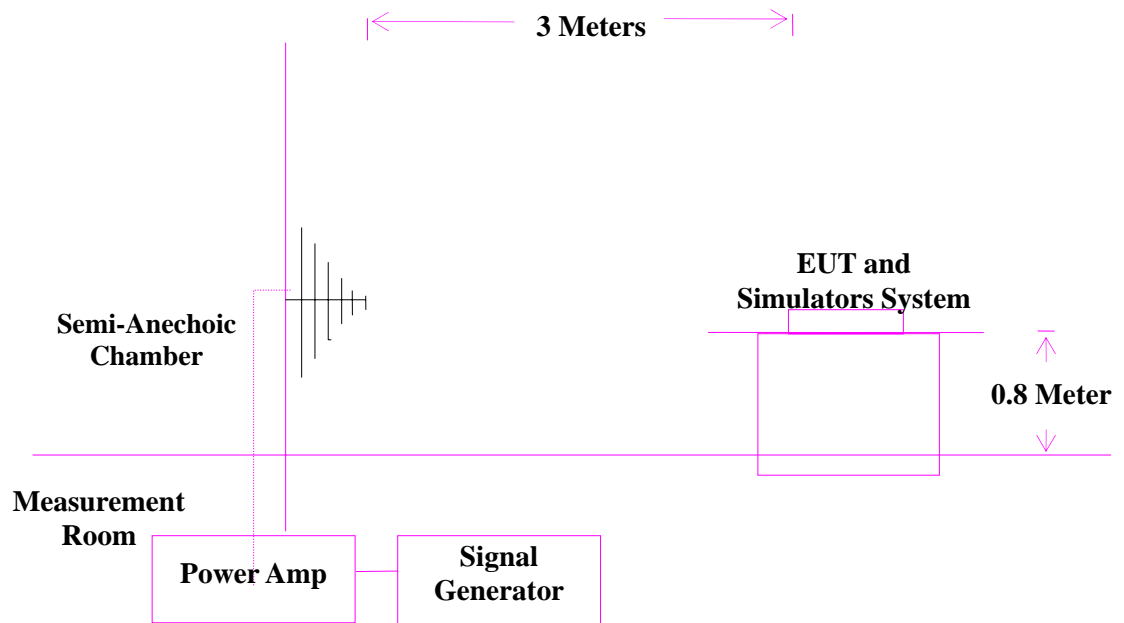 3 Meters
EUT and
Simulators System
Semi-Anechoic
Chamber
0.8 Meter
Measurement
Room
Power Amp
Signal
Generator